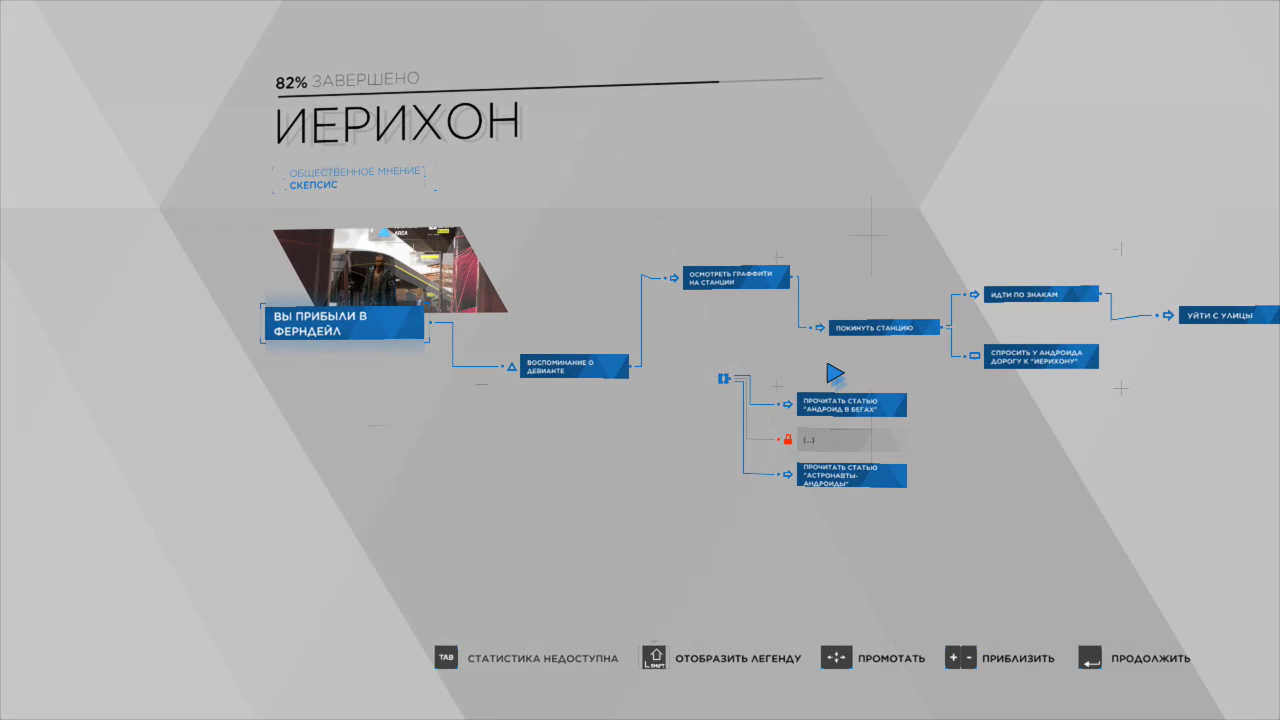 82% ЗАВЕРШЕНО
ИЕРИХОН
ОБЩЕСТВЕННОЕ МНЕНИЕ
СКЕПСИС
AREA
ВЫ ПРИБЫЛИ В
ФЕРНДЕЙЛ
ВОСПОМИНАНИЕ О
ДЕВИАНТЕ
ОСМОТРЕТЬ ГРАФФИТИ
НА СТАНЦИИ
ПОКИНУТЬ СТАНЦИЮ
ИДТИ ПО ЗНАКАМ
СПРОСИТЬ У АНДРОИДА
ДОРОГУ К "ИЕРИХОНУ"
УЙТИ С УЛИЦЫ
ПРОЧИТАТЬ СТАТЬЮ
"АНДРОИД В БЕГАХ"
(...)
ПРОЧИТАТЬ СТАТЬЮ
"АСТРОНАВТЫ-
АНДРОИДЫ"
TAB СТАТИСТИКА НЕДОСТУПНА
L. SHIFT ОТОБРАЗИТЬ ЛЕГЕНДУ
ПРОМОТАТЬ
+ - ПРИБЛИЗИТЬ
ПРОДОЛЖИТЬ